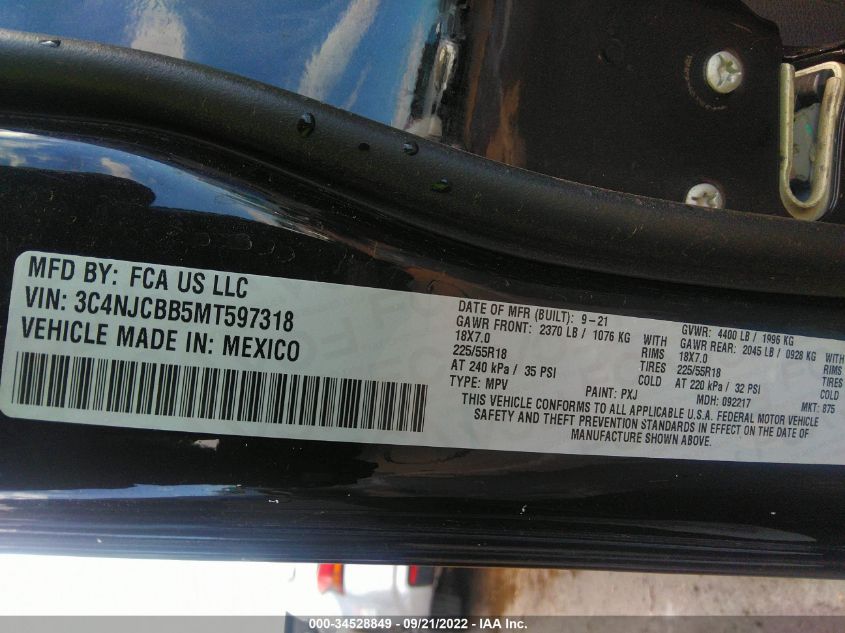 MFD BY: FCA US LLC
VIN: 3C4NJCBB5MT597318
VEHICLE MADE IN: MEXICO
DATE OF MFR (BUILT): 9-21
GAWR FRONT: 2370 LB / 1076 KG WITH
18X7.0 RIMS
225/55R18 TIRES
AT 240 kPa / 35 PSI COLD
TYPE: MPV PAINT: PXJ
GVWR: 4400 LB / 1996 KG
GAWR REAR: 2045 LB / 0928 KG WITH
18X7.0 RIMS
225/55R18 TIRES
AT 220 kPa / 32 PSI COLD
MDH: 092217 MKT: 875
THIS VEHICLE CONFORMS TO ALL APPLICABLE U.S.A. FEDERAL MOTOR VEHICLE
SAFETY AND THEFT PREVENTION STANDARDS IN EFFECT ON THE DATE OF
MANUFACTURE SHOWN ABOVE.
000-34528849 - 09/21/2022 - IAA Inc.